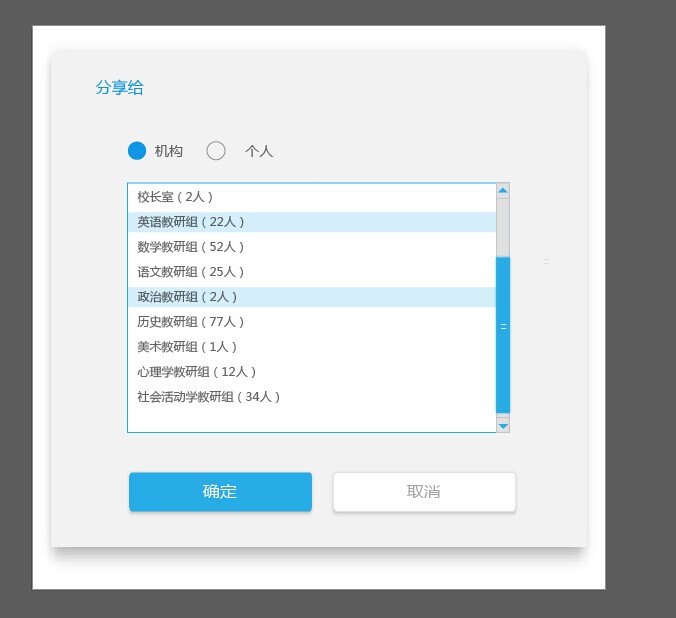 分享给
机构 个人
校长室（2人）
英语教研组（22人）
数学教研组（52人）
语文教研组（25人）
政治教研组（2人）
历史教研组（77人）
美术教研组（1人）
心理学教研组（12人）
社会活动学教研组（34人）
确定 取消